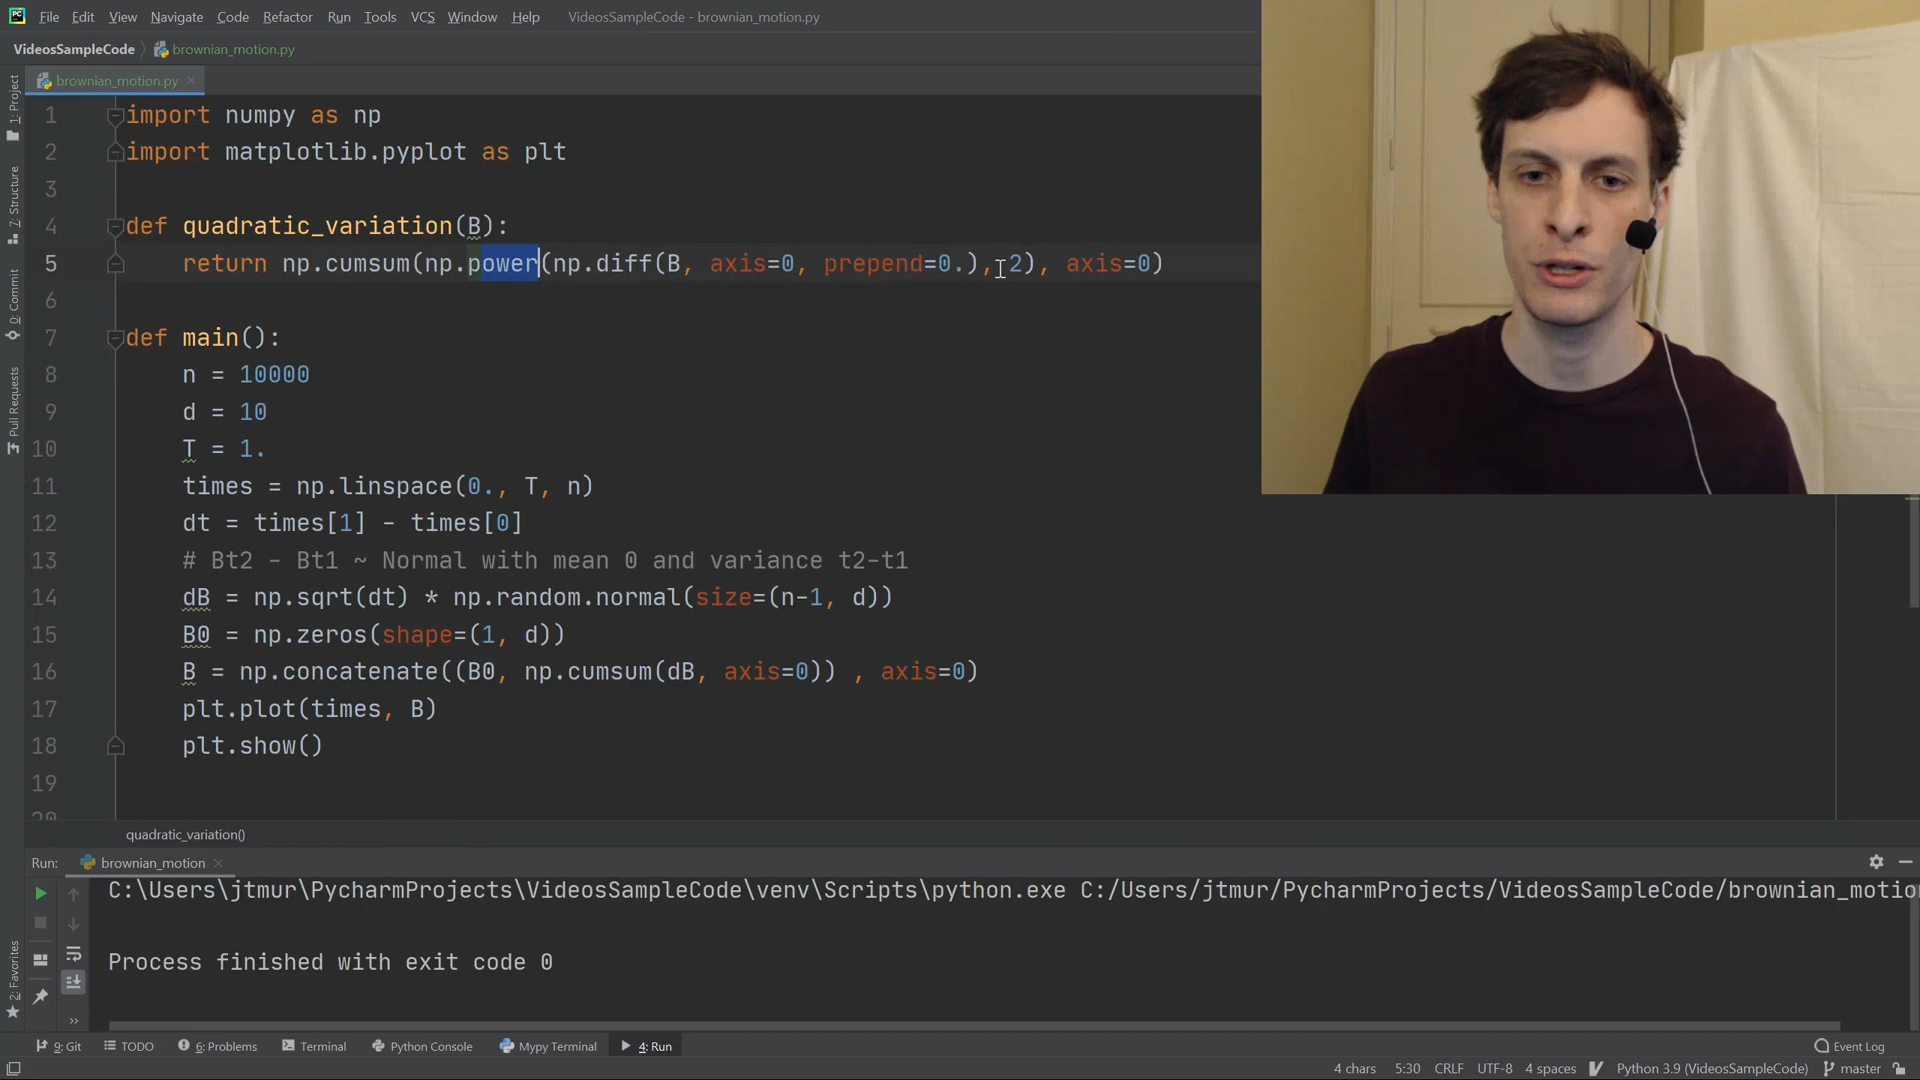 PC File Edit View Navigate Code Refactor Run Tools VCS Window Help VideosSampleCode - brownian_motion.py
VideosSampleCode brownian_motion.py
brownian_motion.py
1: Project
7: Structure
0: Commit
Pull Requests
2: Favorites
1 import numpy as np
2 import matplotlib.pyplot as plt
3
4 def quadratic_variation(B):
5 return np.cumsum(np.power(np.diff(B, axis=0, prepend=0.), 2), axis=0)
6
7 def main():
8 n = 10000
9 d = 10
10 T = 1.
11 times = np.linspace(0., T, n)
12 dt = times[1] - times[0]
13 # Bt2 - Bt1 ~ Normal with mean 0 and variance t2-t1
14 dB = np.sqrt(dt) * np.random.normal(size=(n-1, d))
15 B0 = np.zeros(shape=(1, d))
16 B = np.concatenate((B0, np.cumsum(dB, axis=0)) , axis=0)
17 plt.plot(times, B)
18 plt.show()
19
20
quadratic_variation()
Run: brownian_motion
C:\Users\jtmur\PycharmProjects\VideosSampleCode\venv\Scripts\python.exe C:/Users/jtmur/PycharmProjects/VideosSampleCode/brownian_motio
Process finished with exit code 0
9: Git TODO 6: Problems Terminal Python Console Mypy Terminal 4: Run Event Log
4 chars 5:30 CRLF UTF-8 4 spaces Python 3.9 (VideosSampleCode) master